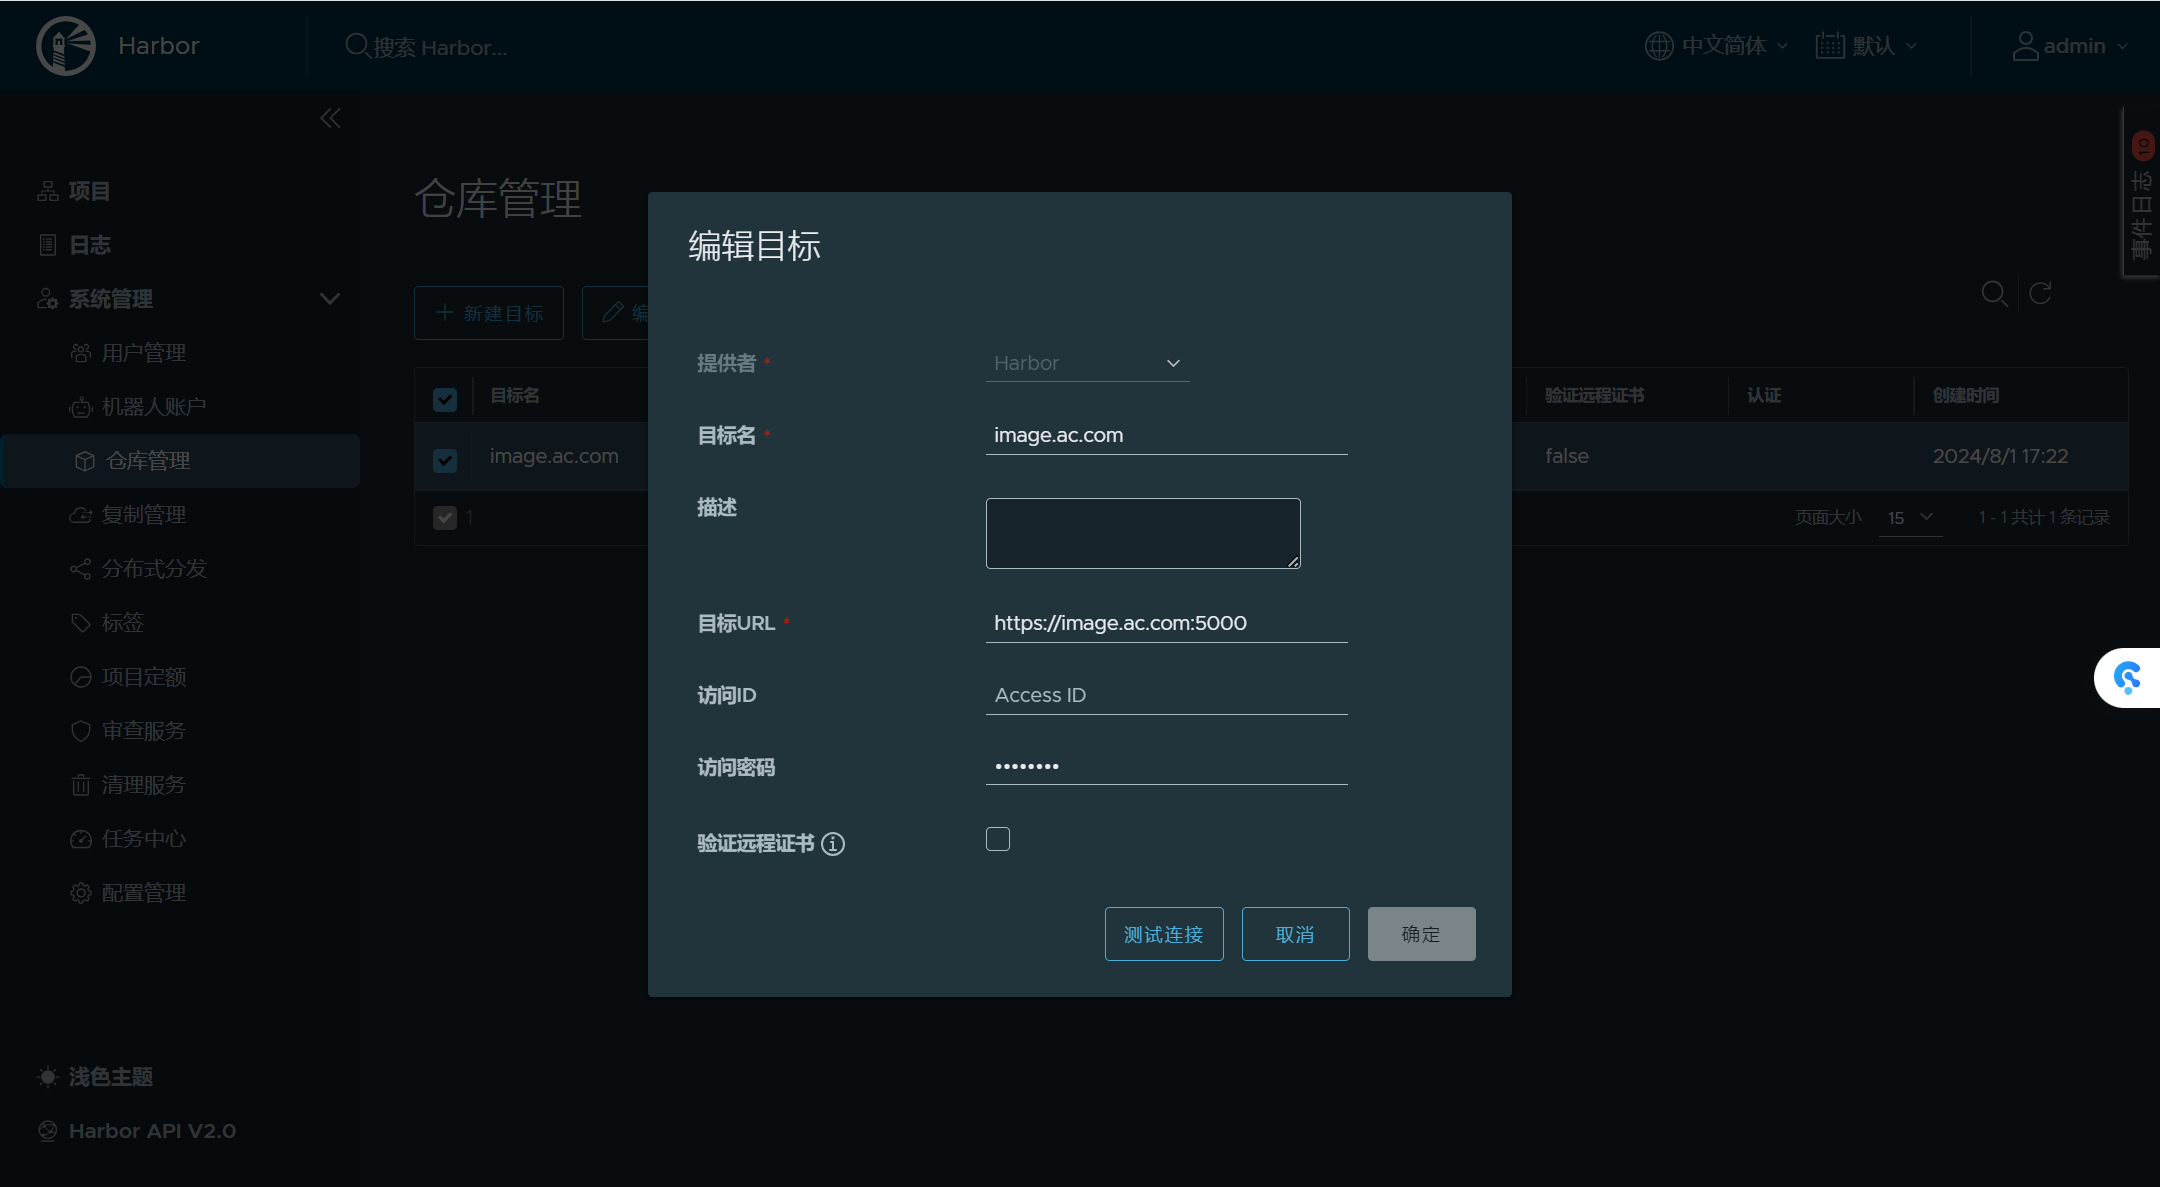 Harbor
搜索 Harbor...
中文简体
默认
admin
10
事件日志
项目
日志
系统管理
用户管理
机器人账户
仓库管理
复制管理
分布式分发
标签
项目定额
审查服务
清理服务
任务中心
配置管理
浅色主题
Harbor API V2.0
仓库管理
新建目标
编
目标名
验证远程证书
认证
创建时间
image.ac.com
false
2024/8/1 17:22
1
页面大小
15
1 - 1 共计 1 条记录
编辑目标
提供者 *
Harbor
目标名 *
image.ac.com
描述
目标URL *
https://image.ac.com:5000
访问ID
Access ID
访问密码
••••••••
验证远程证书
测试连接
取消
确定